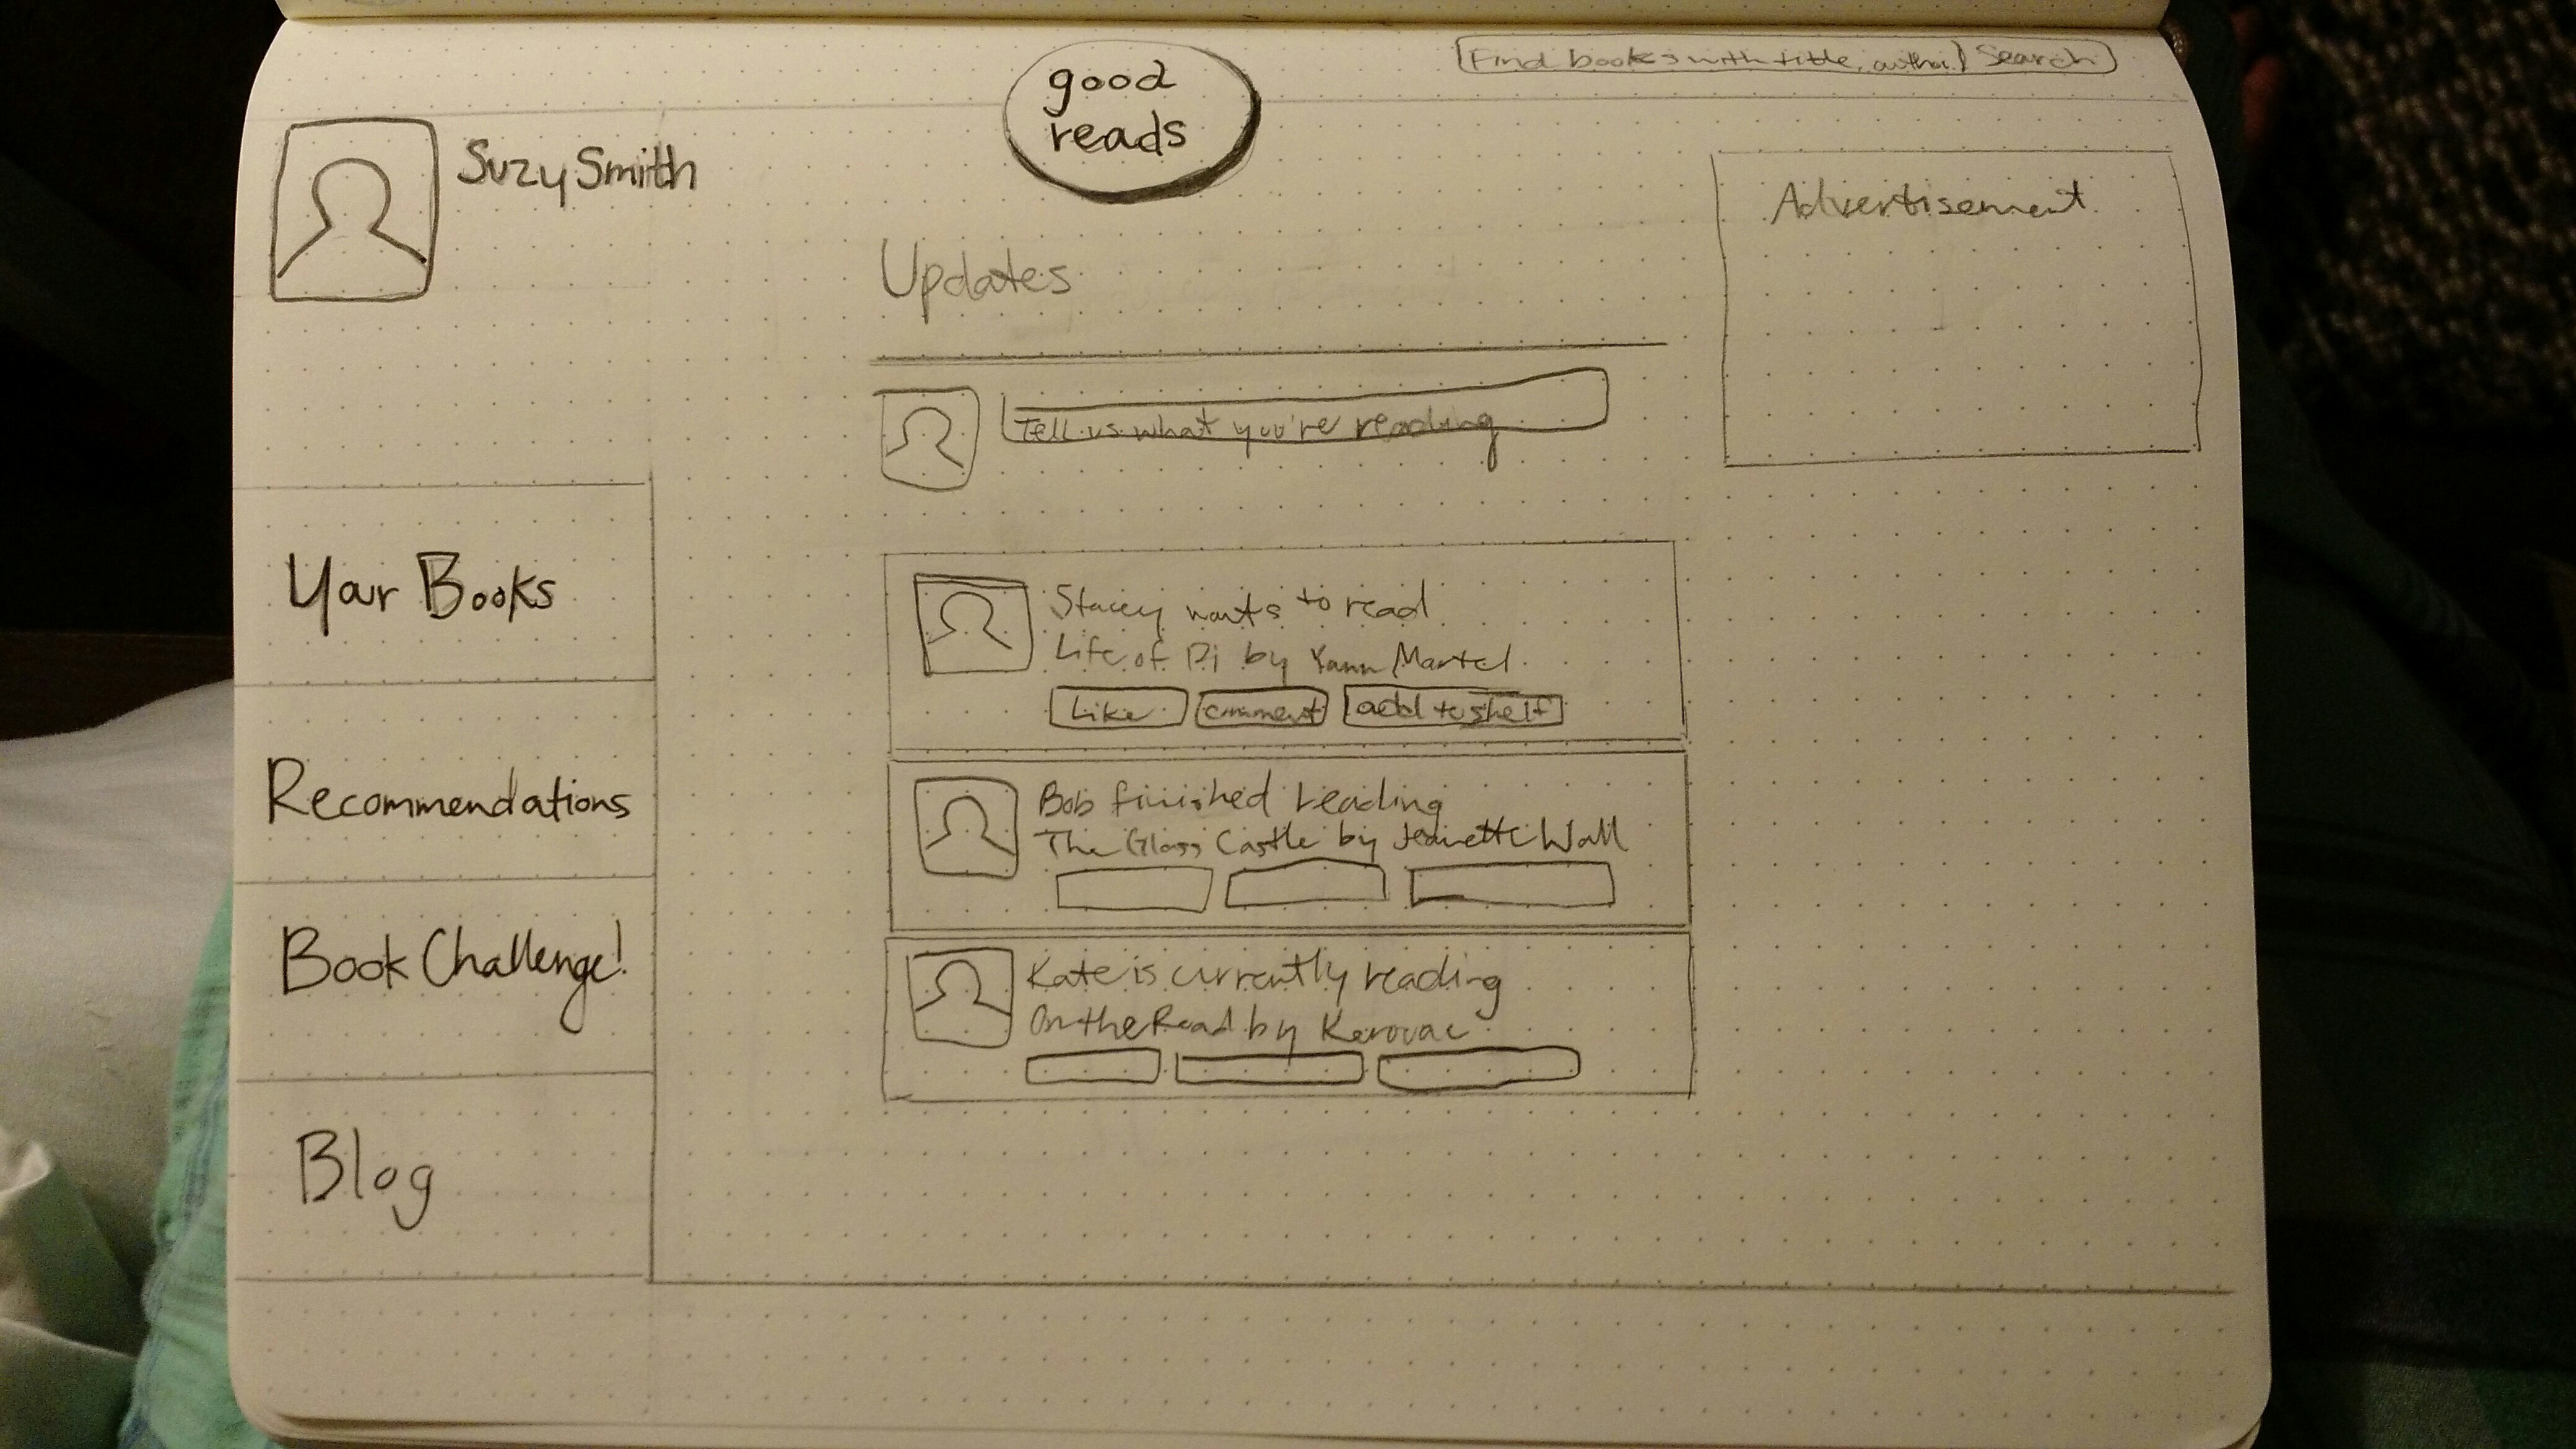 good
reads
Find books with title, author Search
Suzy Smith
Advertisement
Updates
Tell us what you're reading
Your Books
Recommendations
Book Challenge!
Blog
Stacey wants to read
Life of Pi by Yann Martel
Like comment add to shelf
Bob finished reading
The Glass Castle by Jeanette Wall
Kate is currently reading
On the Road by Kerouac